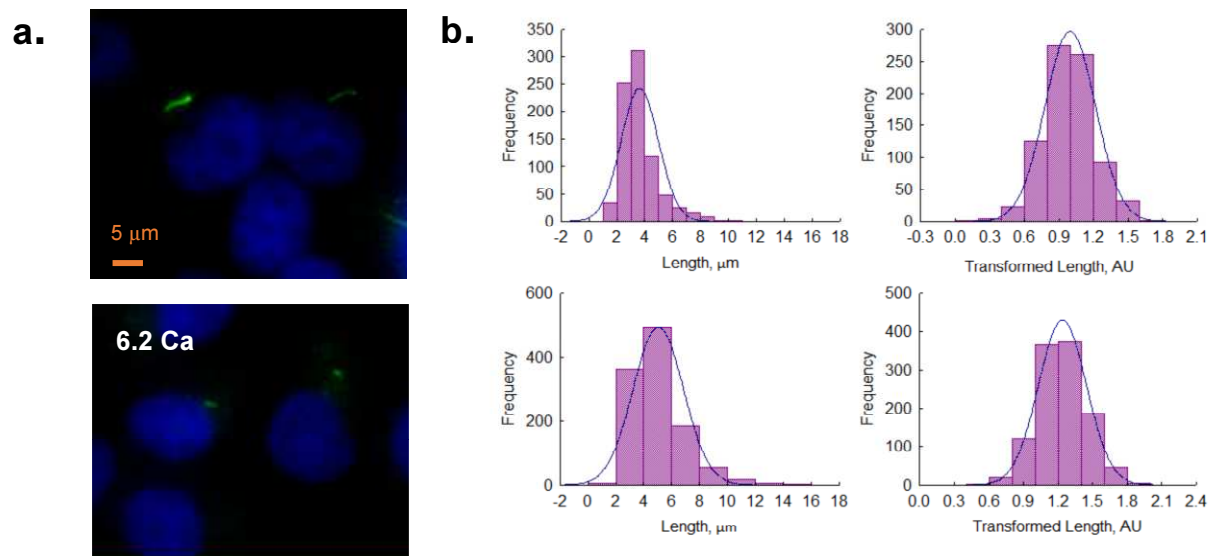 a.
5 μm
6.2 Ca
b.
350
300
250
200
150
100
50
0
Frequency
-2 0 2 4 6 8 10 12 14 16 18
Length, μm
350
300
250
200
150
100
50
0
Frequency
-0.3 0.0 0.3 0.6 0.9 1.2 1.5 1.8 2.1
Transformed Length, AU
600
400
200
0
Frequency
-2 0 2 4 6 8 10 12 14 16 18
Length, μm
500
400
300
200
100
0
Frequency
0.0 0.3 0.6 0.9 1.2 1.5 1.8 2.1 2.4
Transformed Length, AU